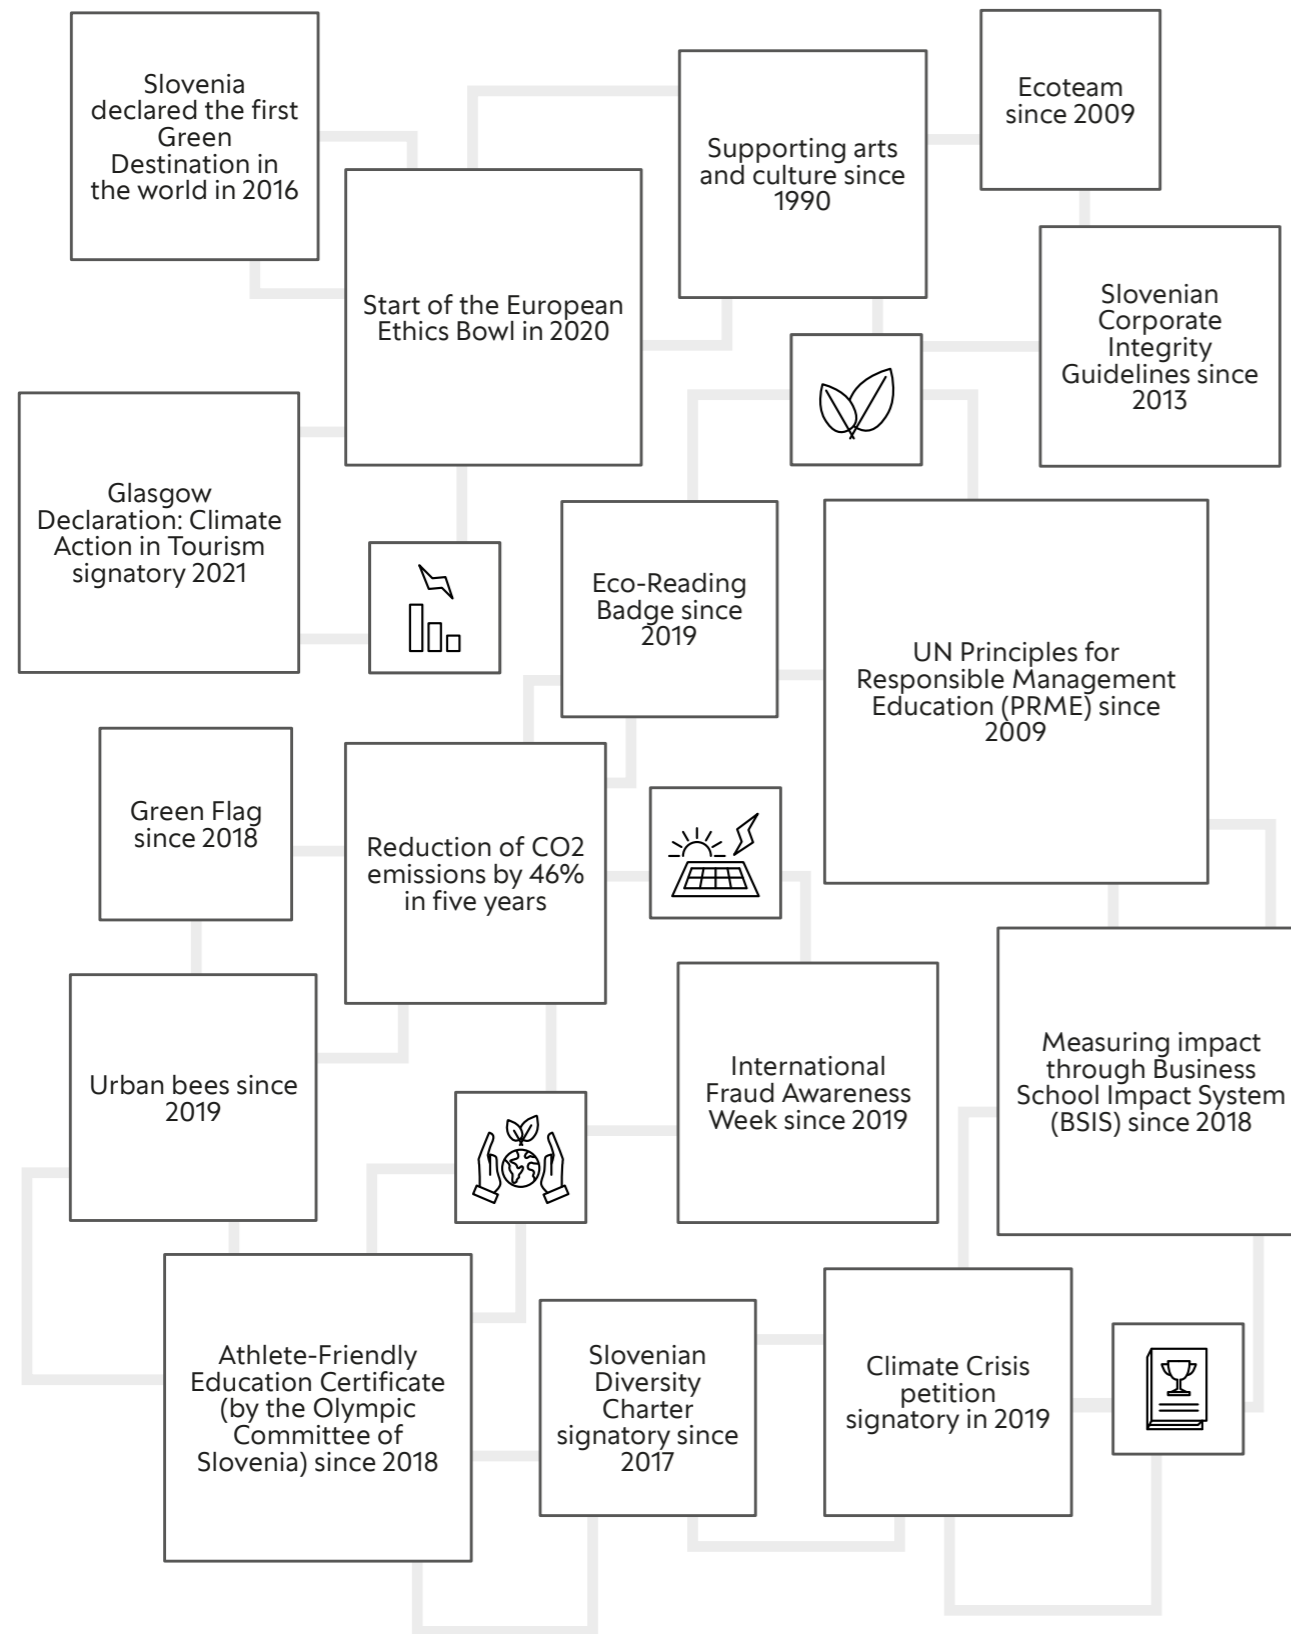 Slovenia
declared the first
Green
Destination in
the world in 2016
Supporting arts
and culture since
1990
Ecoteam
since 2009
Start of the European
Ethics Bowl in 2020
Slovenian
Corporate
Integrity
Guidelines since
2013
Glasgow
Declaration: Climate
Action in Tourism
signatory 2021
Eco-Reading
Badge since
2019
UN Principles for
Responsible Management
Education (PRME) since
2009
Green Flag
since 2018
Reduction of CO2
emissions by 46%
in five years
Urban bees since
2019
International
Fraud Awareness
Week since 2019
Measuring impact
through Business
School Impact System
(BSIS) since 2018
Athlete-Friendly
Education Certificate
(by the Olympic
Committee of
Slovenia) since 2018
Slovenian
Diversity
Charter
signatory since
2017
Climate Crisis
petition
signatory in 2019